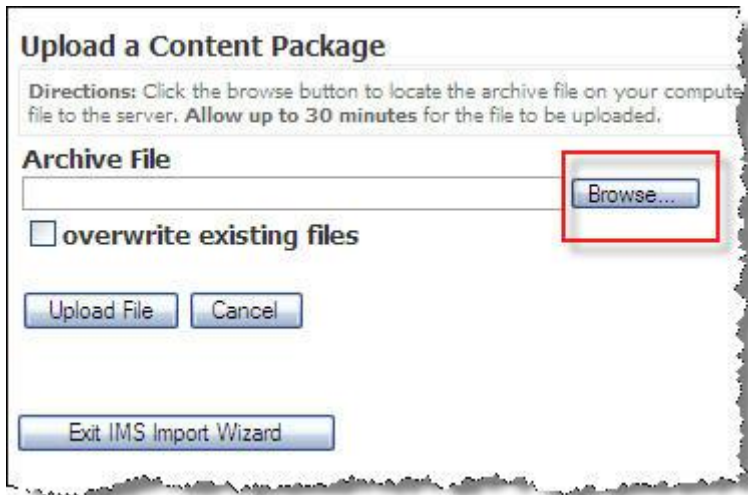 Upload a Content Package
Directions: Click the browse button to locate the archive file on your compute
file to the server. Allow up to 30 minutes for the file to be uploaded.
Archive File
Browse...
overwrite existing files
Upload File Cancel
Exit IMS Import Wizard